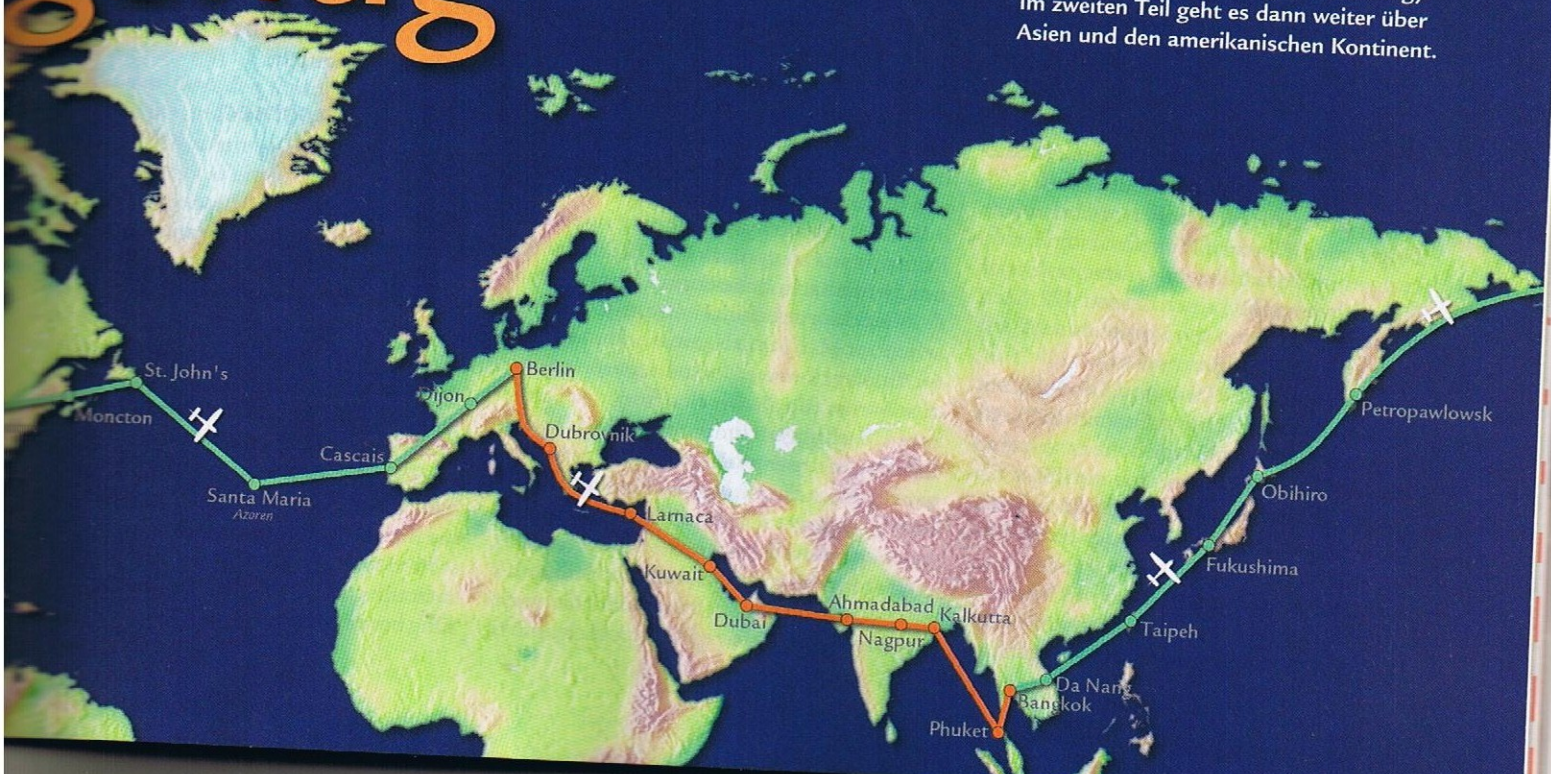 im zweiten Teil geht es dann weiter über
Asien und den amerikanischen Kontinent.
St. John's
Moncton
Santa Maria
Azoren
Cascais
Dijon
Berlin
Dubrovnik
Larnaca
Kuwait
Dubai
Ahmadabad
Nagpur
Kalkutta
Phuket
Bangkok
Da Nang
Taipeh
Fukushima
Obihiro
Petropawlowsk